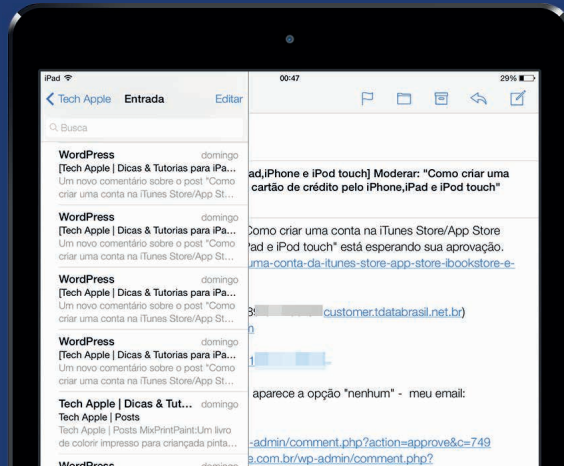 iPad
00:47
29%
Tech Apple
Entrada
Editar
Busca
WordPress
domingo
[Tech Apple | Dicas & Tutorias para iPa...
Um novo comentário sobre o post "Como
criar uma conta na iTunes Store/App St...
WordPress
domingo
[Tech Apple | Dicas & Tutorias para iPa...
Um novo comentário sobre o post "Como
criar uma conta na iTunes Store/App St...
WordPress
domingo
[Tech Apple | Dicas & Tutorias para iPa...
Um novo comentário sobre o post "Como
criar uma conta na iTunes Store/App St...
WordPress
domingo
[Tech Apple | Dicas & Tutorias para iPa...
Um novo comentário sobre o post "Como
criar uma conta na iTunes Store/App St...
Tech Apple | Dicas & Tut...
domingo
Tech Apple | Posts
Tech Apple | Posts MixPrintPaint:Um livro
de colorir impresso para criançada pinta...
WordPress
domingo
ad,iPhone e iPod touch] Moderar: "Como criar uma
cartão de crédito pelo iPhone,iPad e iPod touch"
Como criar uma conta na iTunes Store/App Store
Pad e iPod touch" está esperando sua aprovação.
uma-conta-da-itunes-store-app-store-ibookstore-e-
customer.tdatabrasil.net.br)
aparece a opção "nenhum" - meu email:
-admin/comment.php?action=approve&c=749
e.com.br/wp-admin/comment.php?